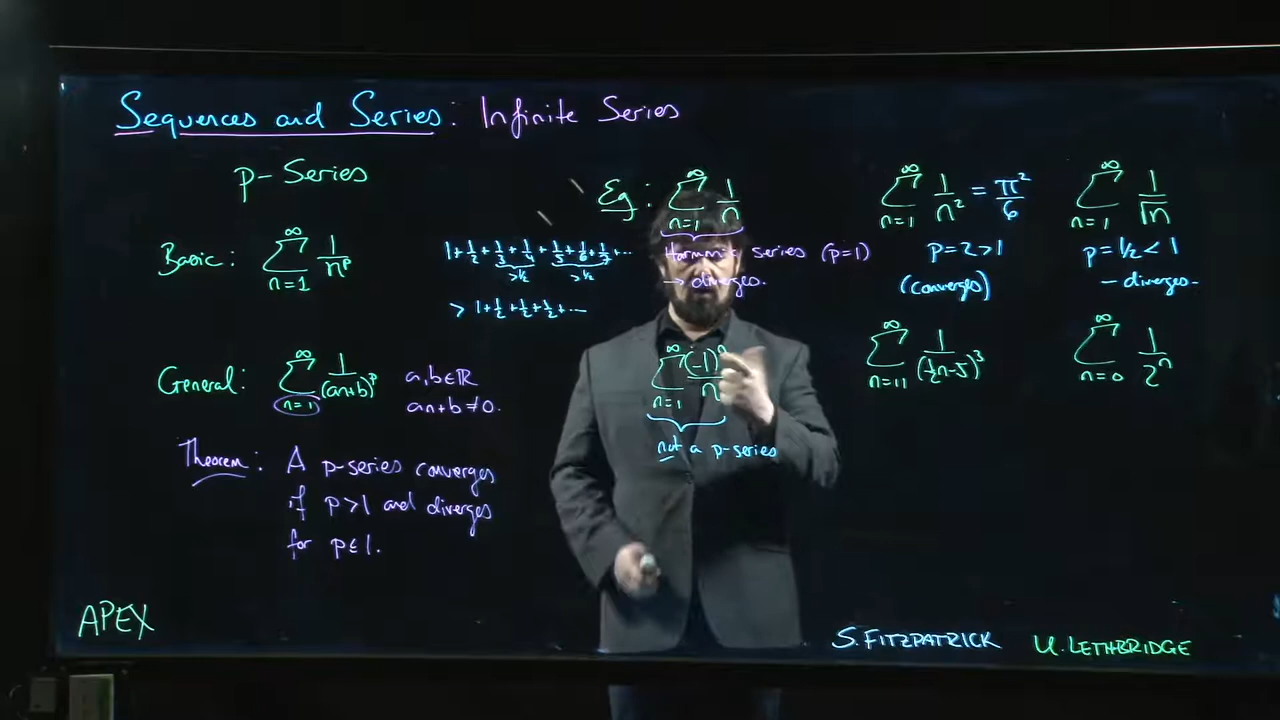 Sequences and Series: Infinite Series
p-Series
Basic: ∞ Σ n=1 1/n^p
General: ∞ Σ n=1 1/(an+b)^p a,b∈ℝ
an+b≠0.
Theorem: A p-series converges
if p>1 and diverges
for p≤1.
Eg: ∞ Σ n=1 1/n
Harmonic series (p=1)
→ diverges.
1+1/2+1/3+1/4+1/5+1/6+1/7+...
>1/2 >1/2
> 1+1/2+1/2+1/2+...
∞ Σ n=1 (-1)^n/n
not a p-series
∞ Σ n=1 1/n² = π²/6
p=2>1
(converges)
∞ Σ n=1 1/√n
p=1/2<1
- diverges-
∞ Σ n=11 1/(1/2n-5)³
∞ Σ n=0 1/2^n
APEX
S. FITZPATRICK U. LETHBRIDGE